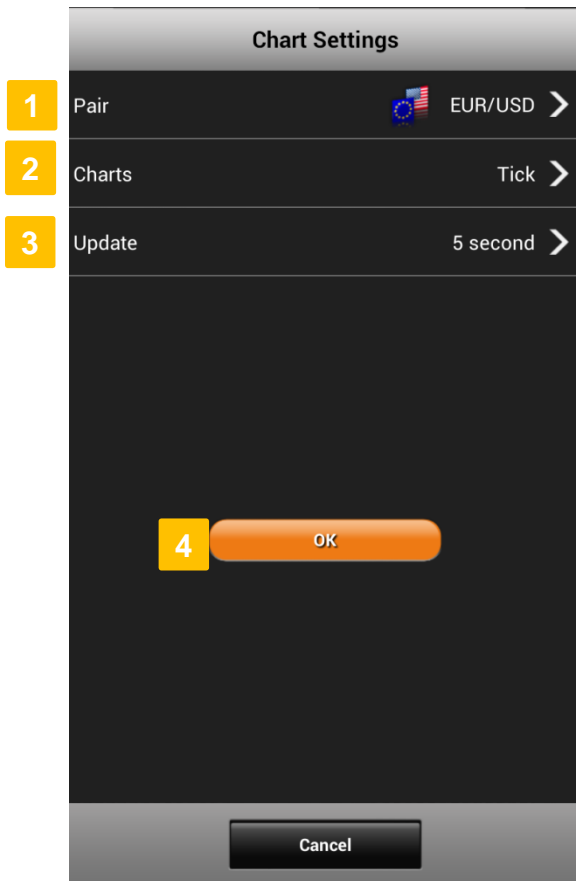 Chart Settings
1 Pair EUR/USD
2 Charts Tick
3 Update 5 second
4 OK
Cancel